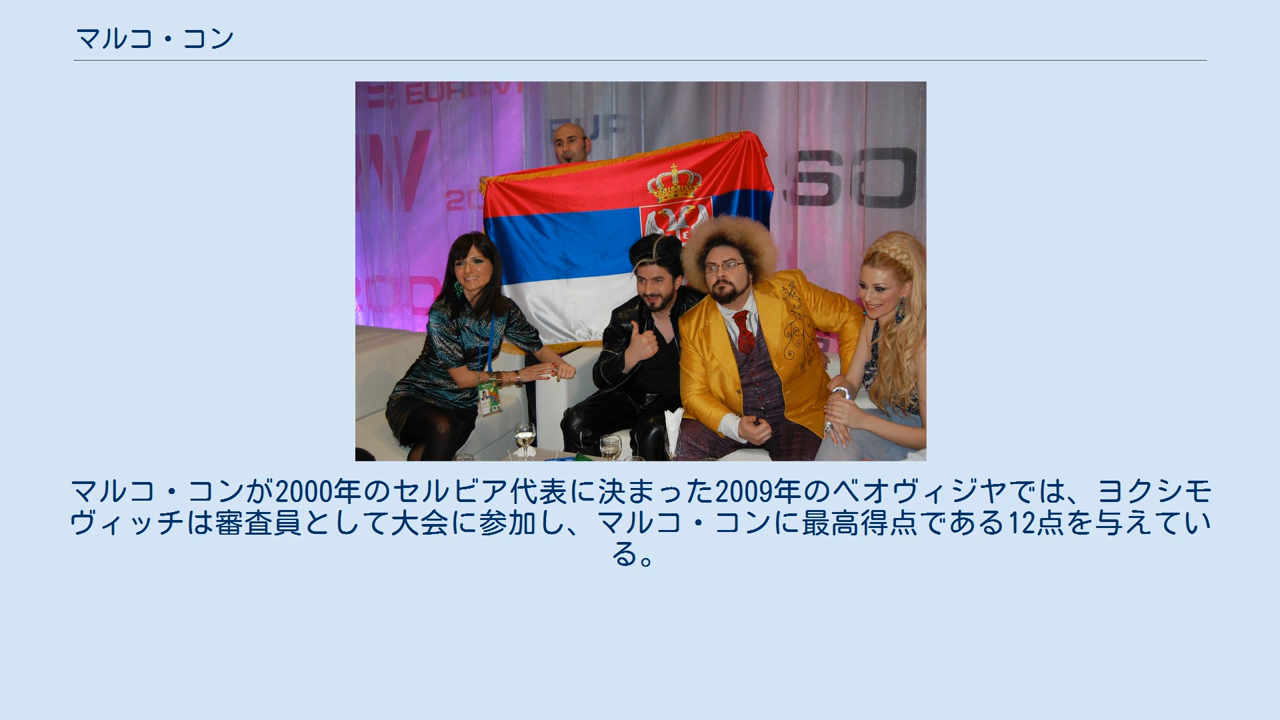 マルコ・コン
EUROVI
EUR
SO
マルコ・コンが2000年のセルビア代表に決まった2009年のベオヴィジヤでは、ヨクシモ
ヴィッチは審査員として大会に参加し、マルコ・コンに最高得点である12点を与えてい
る。